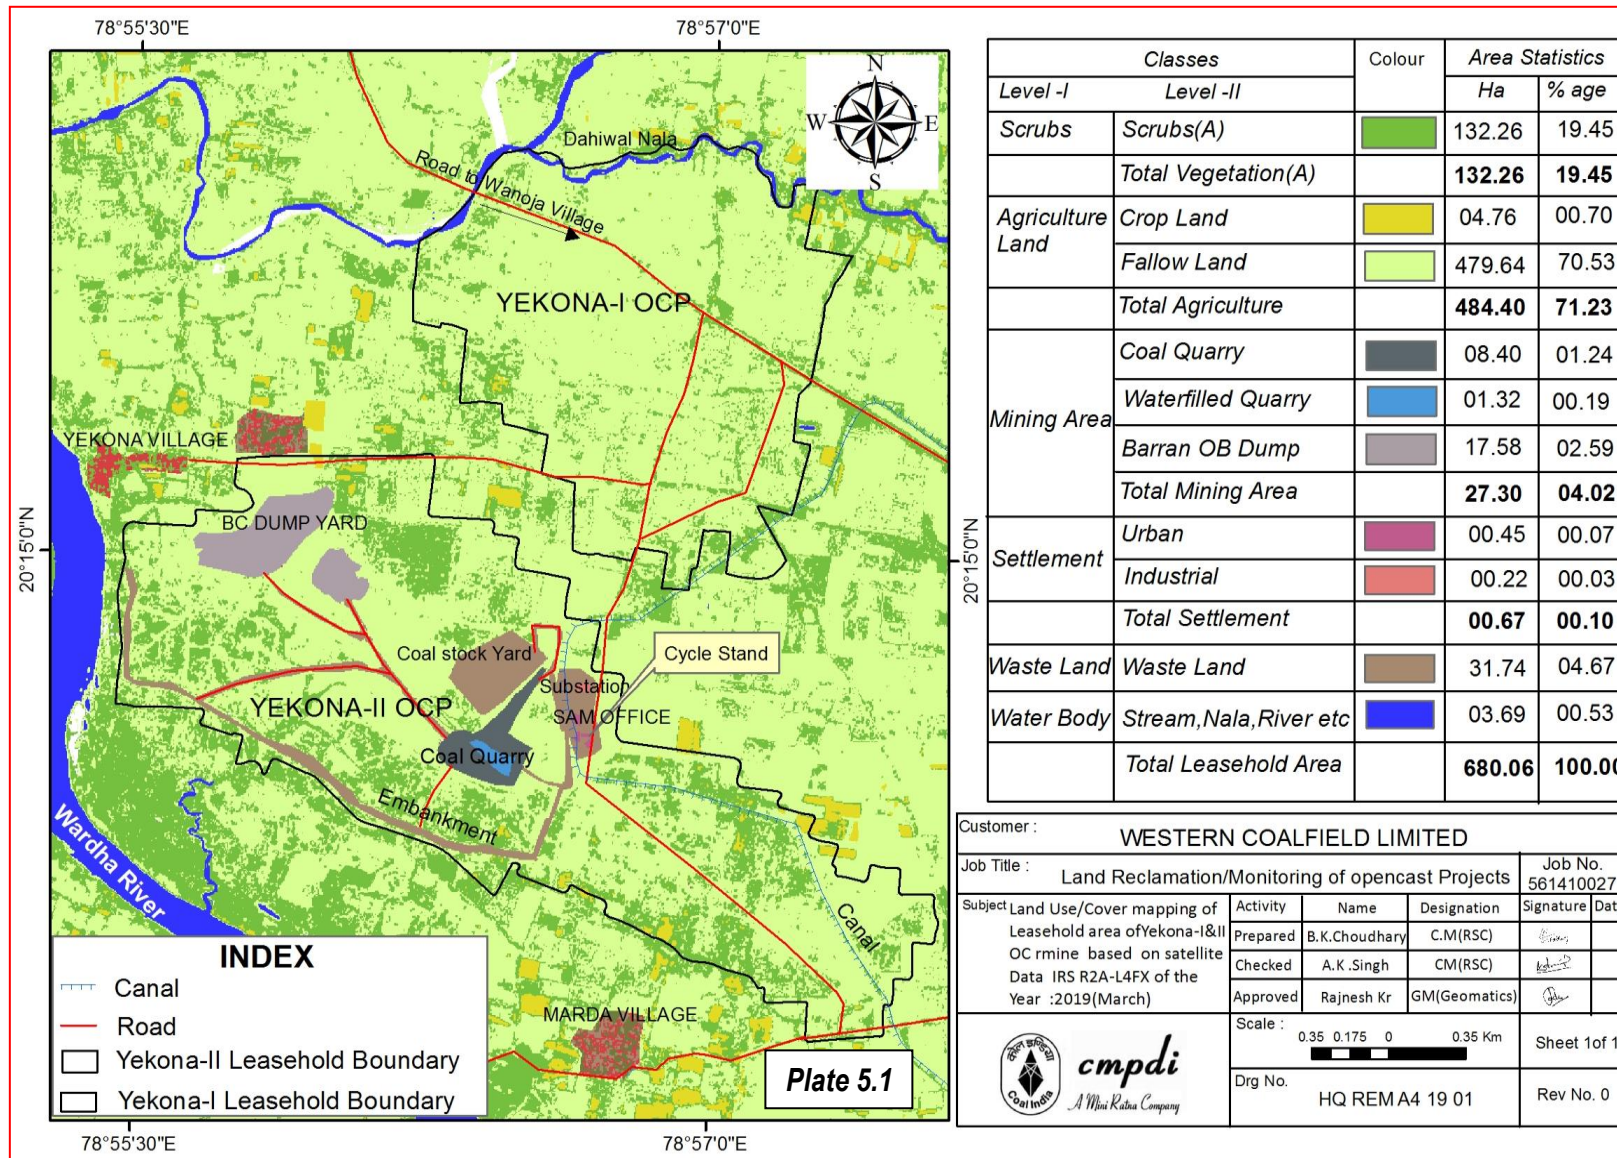 78°55'30"E 78°57'0"E
N
W E
S
Dahiwal Nala
Road to Wanoja Village
YEKONA-I OCP
YEKONA VILLAGE
BC DUMP YARD
20°15'0"N
20°15'0"N
Coal stock Yard
Cycle Stand
Substation
YEKONA-II OCP
SAM OFFICE
Coal Quarry
Embankment
Wardha River
Canal
MARDA VILLAGE
INDEX
Canal
Road
Yekona-II Leasehold Boundary
Yekona-I Leasehold Boundary
Plate 5.1
78°55'30"E 78°57'0"E
Classes Colour Area Statistics
Level -I Level -II Ha % age
Scrubs Scrubs(A) 132.26 19.45
Total Vegetation(A) 132.26 19.45
Agriculture Land Crop Land 04.76 00.70
Fallow Land 479.64 70.53
Total Agriculture 484.40 71.23
Mining Area Coal Quarry 08.40 01.24
Waterfilled Quarry 01.32 00.19
Barran OB Dump 17.58 02.59
Total Mining Area 27.30 04.02
Settlement Urban 00.45 00.07
Industrial 00.22 00.03
Total Settlement 00.67 00.10
Waste Land Waste Land 31.74 04.67
Water Body Stream,Nala,River etc 03.69 00.53
Total Leasehold Area 680.06 100.00
Customer : WESTERN COALFIELD LIMITED
Job Title : Land Reclamation/Monitoring of opencast Projects
Job No.
561410027
Subject Land Use/Cover mapping of
Leasehold area ofYekona-I&II
OC rmine based on satellite
Data IRS R2A-L4FX of the
Year :2019(March)
Activity Name Designation Signature Dat
Prepared B.K.Choudhary C.M(RSC)
Checked A.K .Singh CM(RSC)
Approved Rajnesh Kr GM(Geomatics)
Scale :
0.35 0.175 0 0.35 Km
Sheet 1of 1
कोल इण्डिया
Coal India
cmpdi
A Mini Ratna Company
Drg No.
HQ REM A4 19 01
Rev No. 0